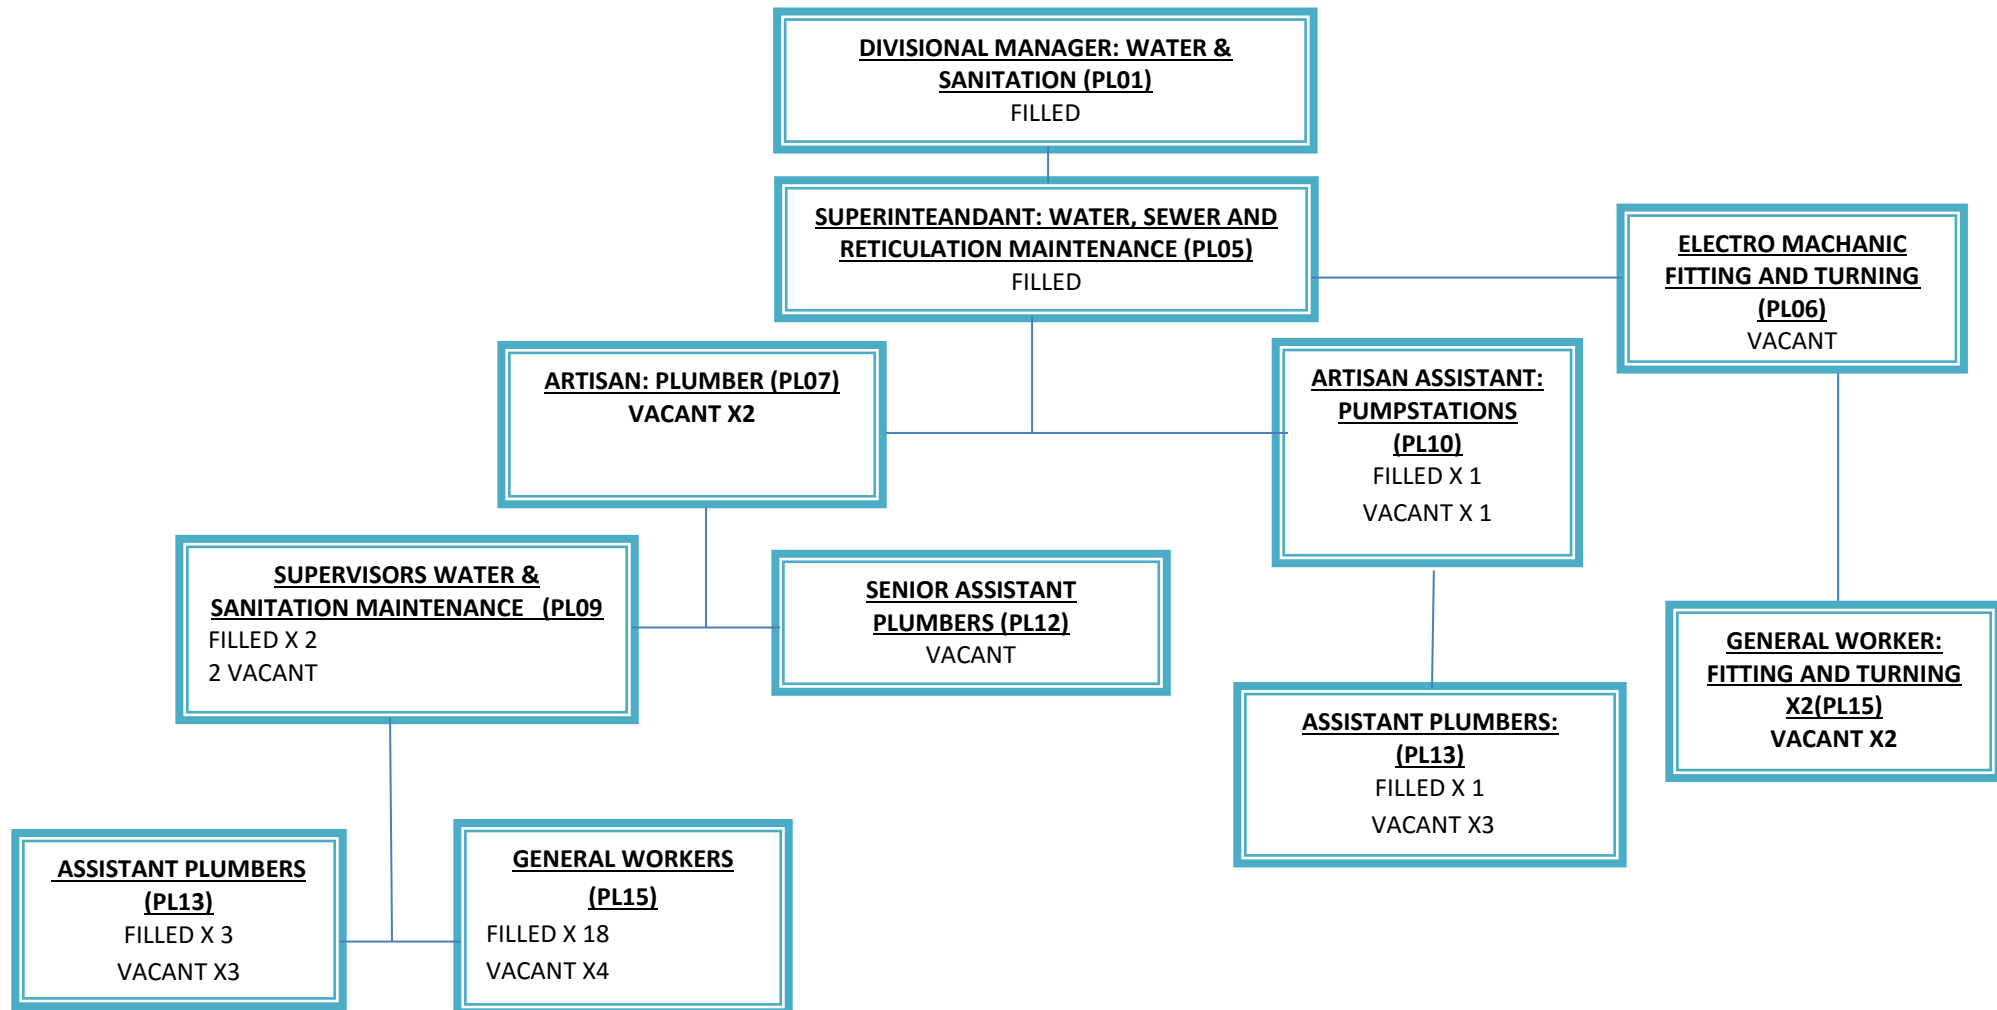 DIVISIONAL MANAGER: WATER &
SANITATION (PL01)
FILLED
SUPERINTEANDANT: WATER, SEWER AND
RETICULATION MAINTENANCE (PL05)
FILLED
ELECTRO MACHANIC
FITTING AND TURNING
(PL06)
VACANT
ARTISAN: PLUMBER (PL07)
VACANT X2
ARTISAN ASSISTANT:
PUMPSTATIONS
(PL10)
FILLED X 1
VACANT X 1
SUPERVISORS WATER &
SANITATION MAINTENANCE (PL09
FILLED X 2
2 VACANT
SENIOR ASSISTANT
PLUMBERS (PL12)
VACANT
GENERAL WORKER:
FITTING AND TURNING
X2(PL15)
VACANT X2
ASSISTANT PLUMBERS:
(PL13)
FILLED X 1
VACANT X3
ASSISTANT PLUMBERS
(PL13)
FILLED X 3
VACANT X3
GENERAL WORKERS
(PL15)
FILLED X 18
VACANT X4